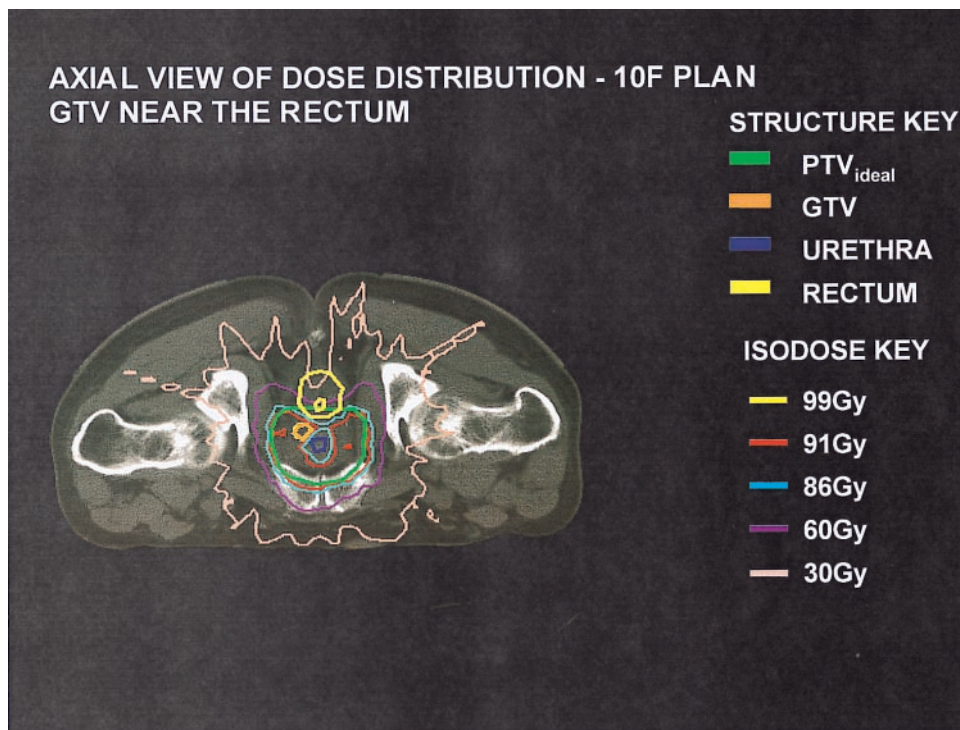 AXIAL VIEW OF DOSE DISTRIBUTION - 10F PLAN
GTV NEAR THE RECTUM
STRUCTURE KEY
PTVideal
GTV
URETHRA
RECTUM
ISODOSE KEY
99Gy
91Gy
86Gy
60Gy
30Gy